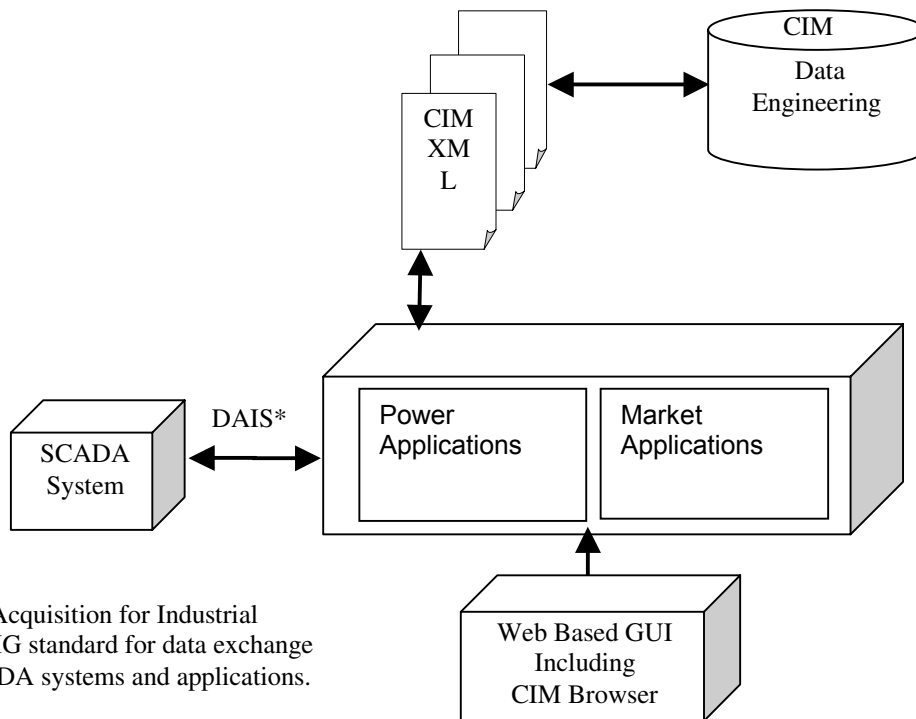 CIM
Data
Engineering
CIM
XM
L
Power
Applications
Market
Applications
DAIS*
SCADA
System
Acquisition for Industrial
G standard for data exchange
DA systems and applications.
Web Based GUI
Including
CIM Browser